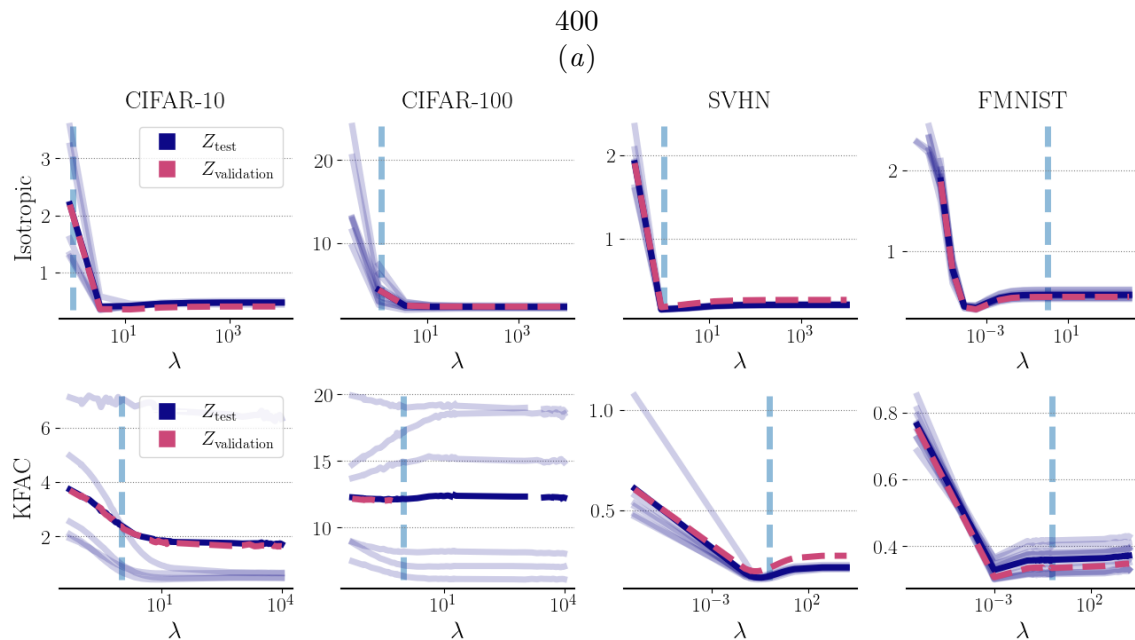 400
(a)
CIFAR-10 CIFAR-100 SVHN FMNIST
Isotropic
3
2
1
Z_test
Z_validation
10^1 10^3
λ
20
10
10^1 10^3
λ
2
1
10^1 10^3
λ
2
1
10^-3 10^1
λ
KFAC
6
4
2
Z_test
Z_validation
10^1 10^4
λ
20
15
10
10^1 10^4
λ
1.0
0.5
10^-3 10^2
λ
0.8
0.6
0.4
10^-3 10^2
λ